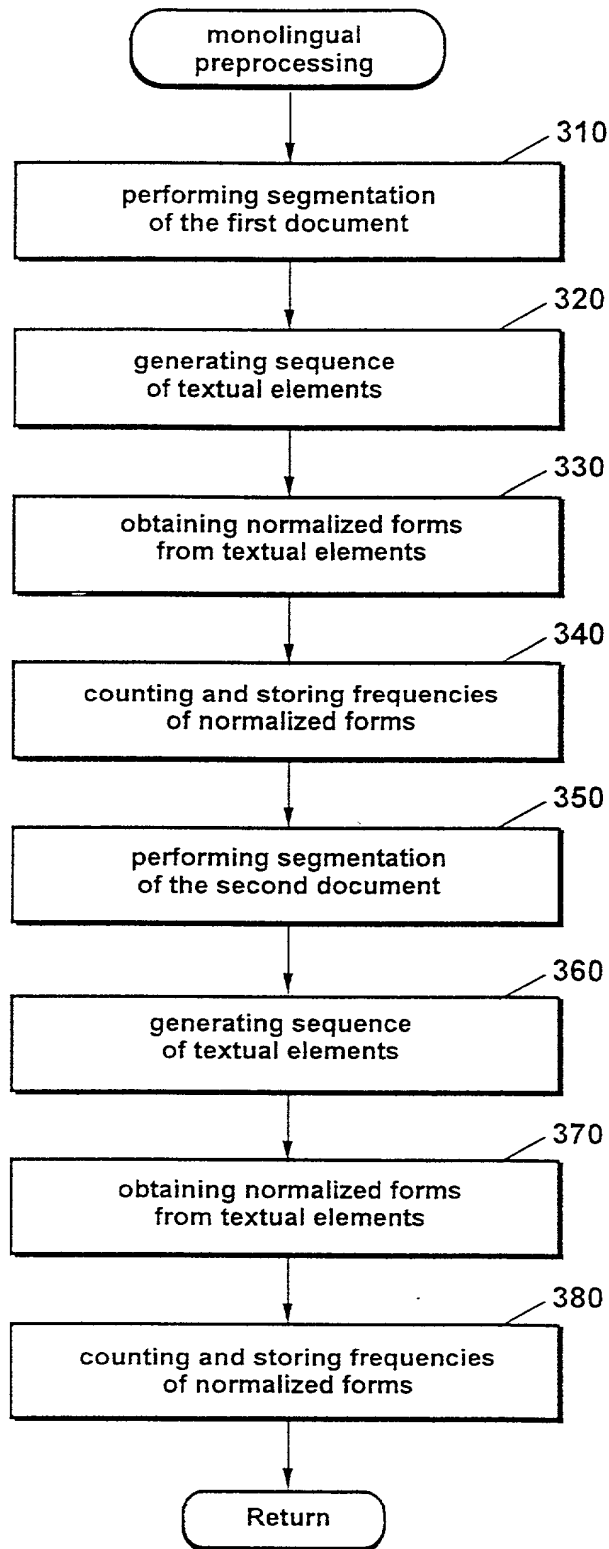 monolingual
preprocessing
310
performing segmentation
of the first document
320
generating sequence
of textual elements
330
obtaining normalized forms
from textual elements
340
counting and storing frequencies
of normalized forms
350
performing segmentation
of the second document
360
generating sequence
of textual elements
370
obtaining normalized forms
from textual elements
380
counting and storing frequencies
of normalized forms
Return